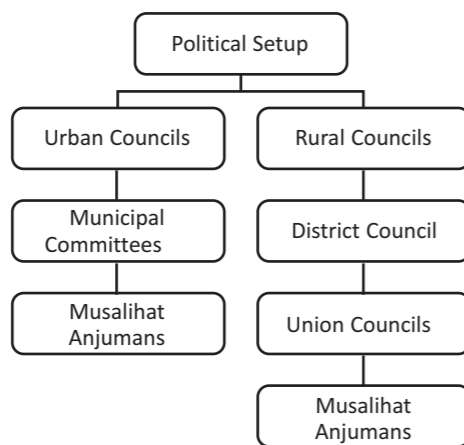 Political Setup
Urban Councils
Rural Councils
Municipal
Committees
District Council
Musalihat
Anjumans
Union Councils
Musalihat
Anjumans